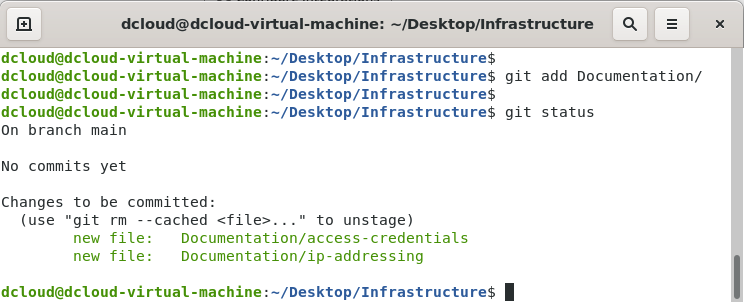 dcloud@dcloud-virtual-machine: ~/Desktop/Infrastructure
dcloud@dcloud-virtual-machine:~/Desktop/Infrastructure$
dcloud@dcloud-virtual-machine:~/Desktop/Infrastructure$ git add Documentation/
dcloud@dcloud-virtual-machine:~/Desktop/Infrastructure$
dcloud@dcloud-virtual-machine:~/Desktop/Infrastructure$ git status
On branch main
No commits yet
Changes to be committed:
  (use "git rm --cached <file>..." to unstage)
        new file:   Documentation/access-credentials
        new file:   Documentation/ip-addressing
dcloud@dcloud-virtual-machine:~/Desktop/Infrastructure$